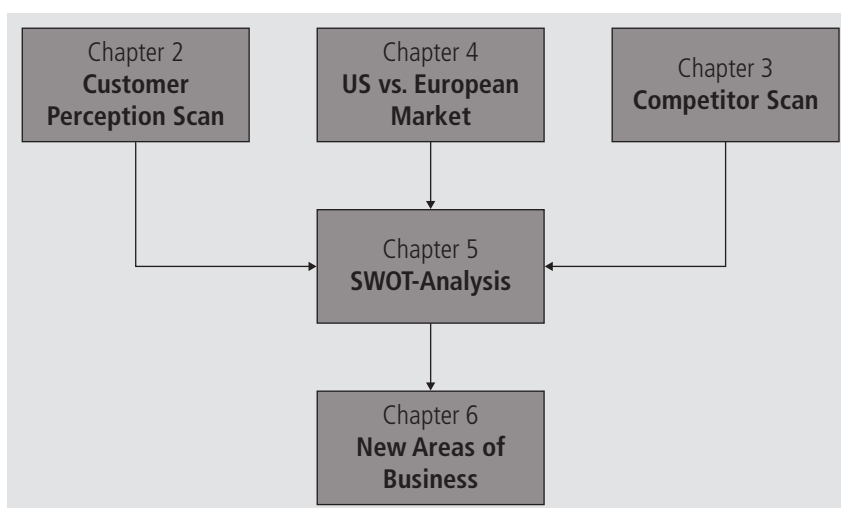 Chapter 2
Customer
Perception Scan
Chapter 4
US vs. European
Market
Chapter 3
Competitor Scan
Chapter 5
SWOT-Analysis
Chapter 6
New Areas of
Business